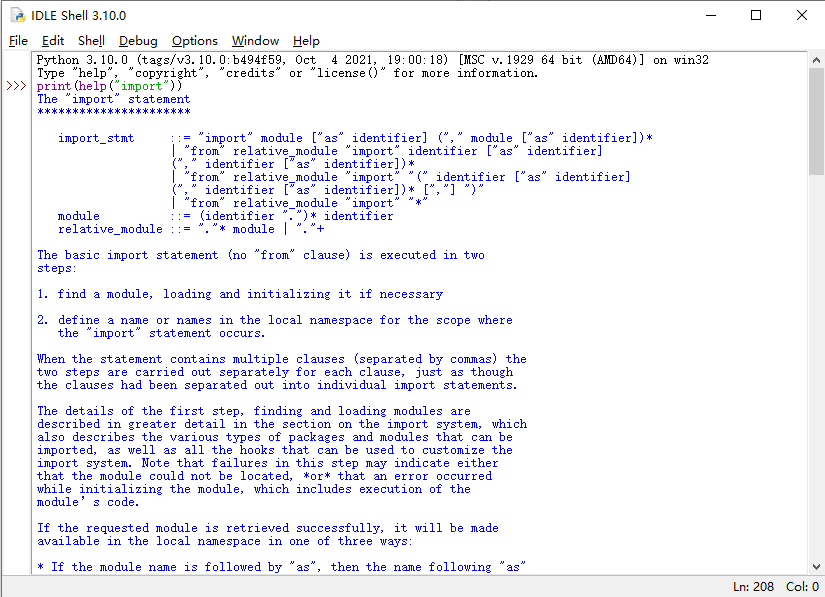 IDLE Shell 3.10.0
File Edit Shell Debug Options Window Help
Python 3.10.0 (tags/v3.10.0:b494f59, Oct  4 2021, 19:00:18) [MSC v.1929 64 bit (AMD64)] on win32
Type "help", "copyright", "credits" or "license()" for more information.
>>> print(help("import"))
The "import" statement
**********************
import_stmt     ::= "import" module ["as" identifier] ("," module ["as" identifier])*
| "from" relative_module "import" identifier ["as" identifier]
("," identifier ["as" identifier])*
| "from" relative_module "import" "(" identifier ["as" identifier]
("," identifier ["as" identifier])* [","] ")"
| "from" relative_module "import" "*"
module          ::= (identifier ".")* identifier
relative_module ::= "."* module | "."+
The basic import statement (no "from" clause) is executed in two
steps:
1. find a module, loading and initializing it if necessary
2. define a name or names in the local namespace for the scope where
the "import" statement occurs.
When the statement contains multiple clauses (separated by commas) the
two steps are carried out separately for each clause, just as though
the clauses had been separated out into individual import statements.
The details of the first step, finding and loading modules are
described in greater detail in the section on the import system, which
also describes the various types of packages and modules that can be
imported, as well as all the hooks that can be used to customize the
import system. Note that failures in this step may indicate either
that the module could not be located, *or* that an error occurred
while initializing the module, which includes execution of the
module’s code.
If the requested module is retrieved successfully, it will be made
available in the local namespace in one of three ways:
* If the module name is followed by "as", then the name following "as"
Ln: 208 Col: 0